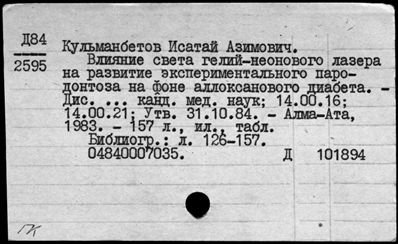 Д84
2595
Кульманбетов Исатай Азимович.
Влияние света гелий-неонового лазера
на развитие экспериментального паро-
донтоза на фоне аллоксанового диабета. -
Дис. ... канд. мед. наук; 14.00.16;
14.00.21; Утв. 31.10.84. - Алма-Ата,
1983. - 157 л., ил., табл.
Библиогр.: л. 126-157.
04840007035.
Д 101894
ГК